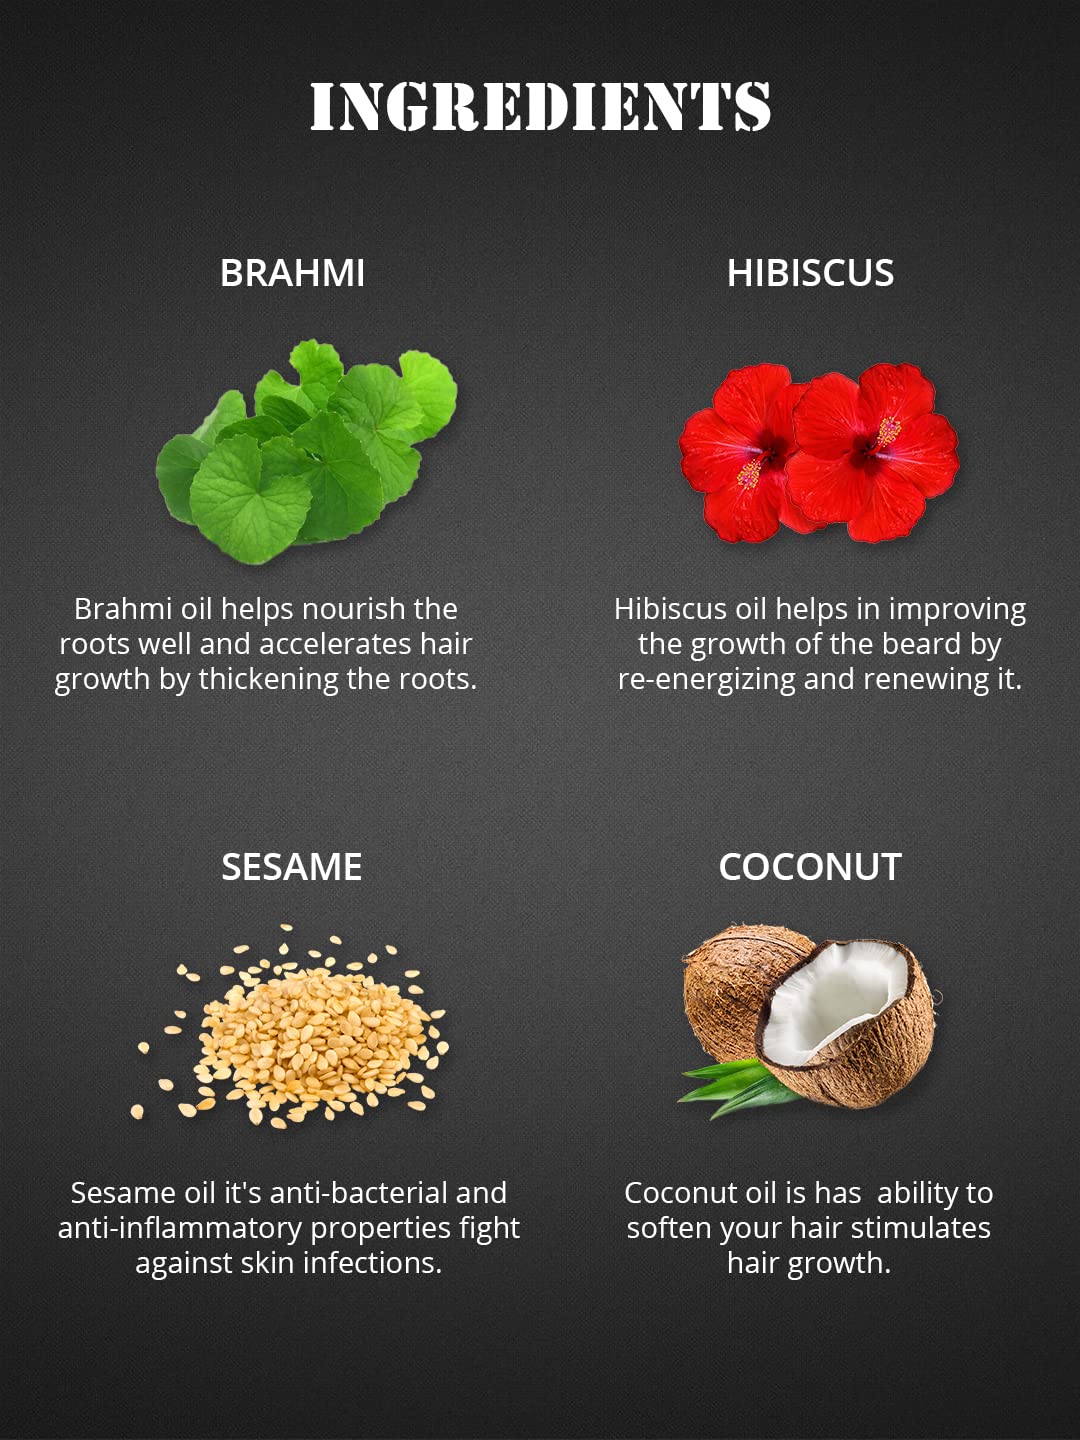 INGREDIENTS
BRAHMI
Brahmi oil helps nourish the
roots well and accelerates hair
growth by thickening the roots.
HIBISCUS
Hibiscus oil helps in improving
the growth of the beard by
re-energizing and renewing it.
SESAME
Sesame oil it's anti-bacterial and
anti-inflammatory properties fight
against skin infections.
COCONUT
Coconut oil is has  ability to
soften your hair stimulates
hair growth.